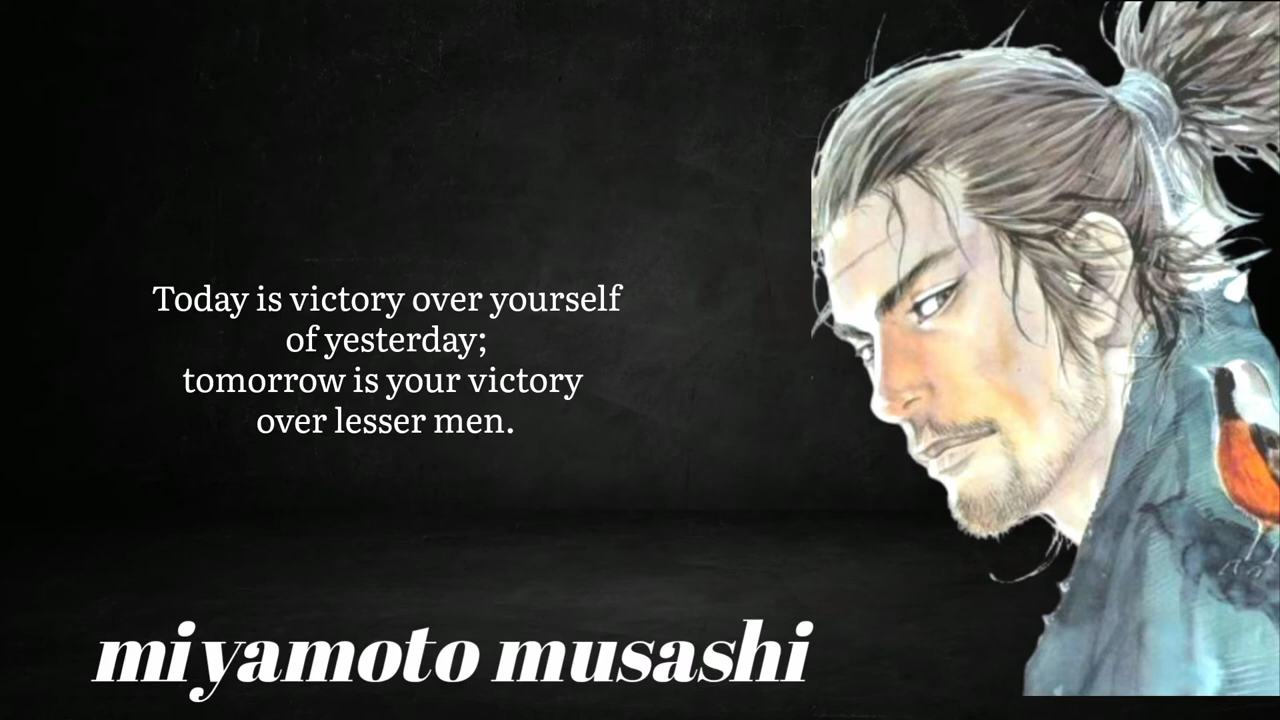 Today is victory over yourself
of yesterday;
tomorrow is your victory
over lesser men.
miyamoto musashi